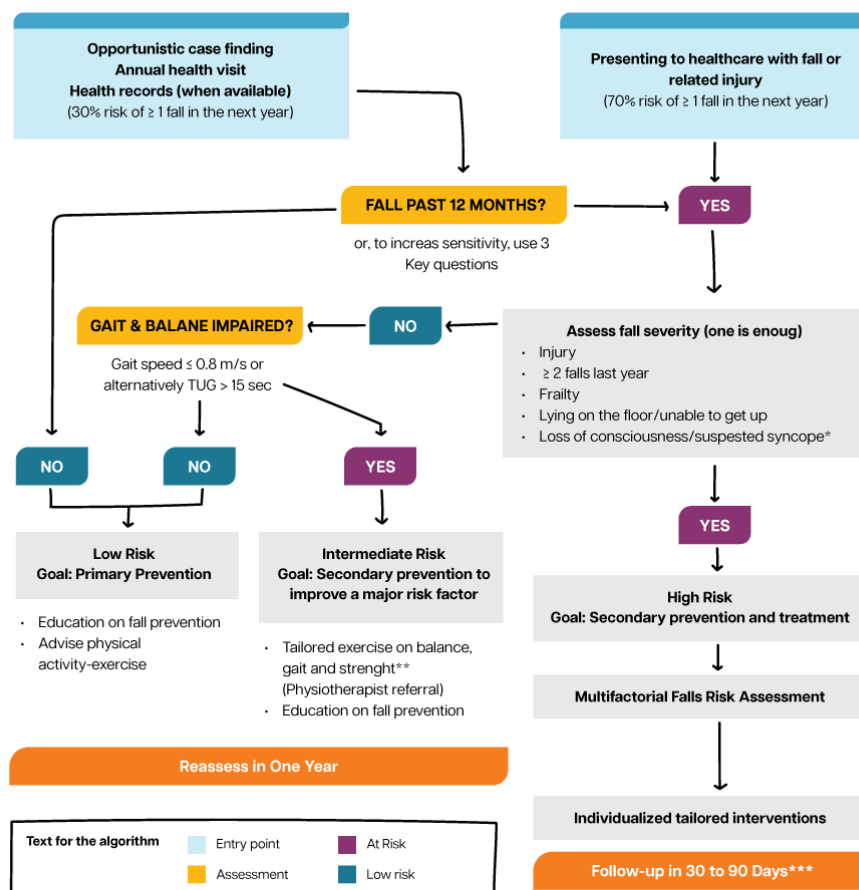 Opportunistic case finding
Annual health visit
Health records (when available)
(30% risk of ≥ 1 fall in the next year)
Presenting to healthcare with fall or
related injury
(70% risk of ≥ 1 fall in the next year)
FALL PAST 12 MONTHS?
YES
or, to increas sensitivity, use 3
Key questions
GAIT & BALANE IMPAIRED?
NO
Gait speed ≤ 0.8 m/s or
alternatively TUG > 15 sec
Assess fall severity (one is enoug)
· Injury
· ≥ 2 falls last year
· Frailty
· Lying on the floor/unable to get up
· Loss of consciousness/suspested syncope*
NO
NO
YES
YES
Low Risk
Goal: Primary Prevention
· Education on fall prevention
· Advise physical
activity-exercise
Intermediate Risk
Goal: Secondary prevention to
improve a major risk factor
· Tailored exercise on balance,
gait and strenght**
(Physiotherapist referral)
· Education on fall prevention
High Risk
Goal: Secondary prevention and treatment
Multifactorial Falls Risk Assessment
Individualized tailored interventions
Reassess in One Year
Follow-up in 30 to 90 Days***
Text for the algorithm
Entry point
At Risk
Assessment
Low risk